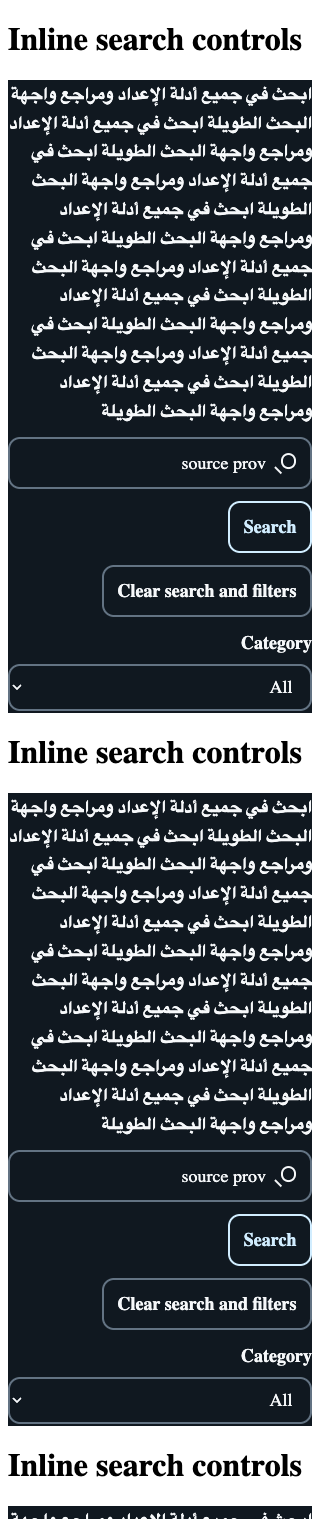 Inline search controls
ابحث في جميع أدلة الإعداد ومراجع واجهة
البحث الطويلة ابحث في جميع أدلة الإعداد
ومراجع واجهة البحث الطويلة ابحث في
جميع أدلة الإعداد ومراجع واجهة البحث
الطويلة ابحث في جميع أدلة الإعداد
ومراجع واجهة البحث الطويلة ابحث في
جميع أدلة الإعداد ومراجع واجهة البحث
الطويلة ابحث في جميع أدلة الإعداد
ومراجع واجهة البحث الطويلة ابحث في
جميع أدلة الإعداد ومراجع واجهة البحث
الطويلة ابحث في جميع أدلة الإعداد
ومراجع واجهة البحث الطويلة
source prov
Search
Clear search and filters
Category
All
Inline search controls
ابحث في جميع أدلة الإعداد ومراجع واجهة
البحث الطويلة ابحث في جميع أدلة الإعداد
ومراجع واجهة البحث الطويلة ابحث في
جميع أدلة الإعداد ومراجع واجهة البحث
الطويلة ابحث في جميع أدلة الإعداد
ومراجع واجهة البحث الطويلة ابحث في
جميع أدلة الإعداد ومراجع واجهة البحث
الطويلة ابحث في جميع أدلة الإعداد
ومراجع واجهة البحث الطويلة ابحث في
جميع أدلة الإعداد ومراجع واجهة البحث
الطويلة ابحث في جميع أدلة الإعداد
ومراجع واجهة البحث الطويلة
source prov
Search
Clear search and filters
Category
All
Inline search controls